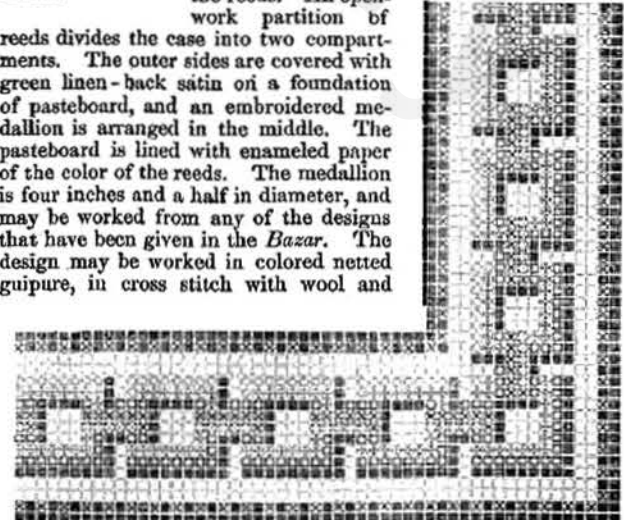 work partition of
reeds divides the case into two compart-
ments. The outer sides are covered with
green linen-back satin on a foundation
of pasteboard, and an embroidered me-
dallion is arranged in the middle. The
pasteboard is lined with enameled paper
of the color of the reeds. The medallion
is four inches and a half in diameter, and
may be worked from any of the designs
that have been given in the Bazar. The
design may be worked in colored netted
guipure, in cross stitch with wool and